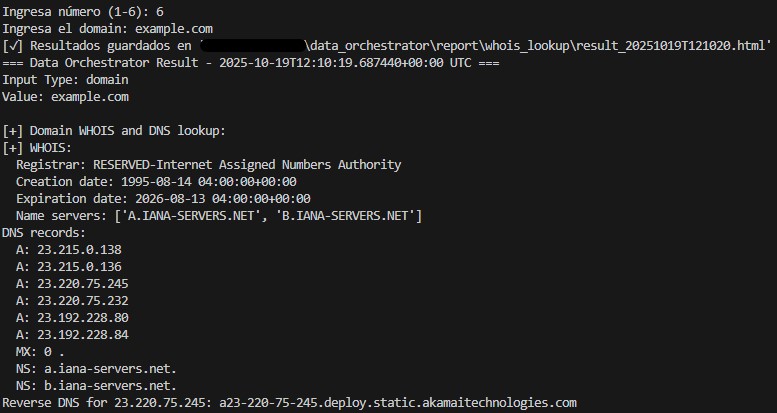 Ingresa número (1-6): 6
Ingresa el domain: example.com
[✓] Resultados guardados en '\data_orchestrator\report\whois_lookup\result_20251019T121020.html'
=== Data Orchestrator Result - 2025-10-19T12:10:19.687440+00:00 UTC ===
Input Type: domain
Value: example.com
[+] Domain WHOIS and DNS lookup:
[+] WHOIS:
Registrar: RESERVED-Internet Assigned Numbers Authority
Creation date: 1995-08-14 04:00:00+00:00
Expiration date: 2026-08-13 04:00:00+00:00
Name servers: ['A.IANA-SERVERS.NET', 'B.IANA-SERVERS.NET']
DNS records:
A: 23.215.0.138
A: 23.215.0.136
A: 23.220.75.245
A: 23.220.75.232
A: 23.192.228.80
A: 23.192.228.84
MX: 0 .
NS: a.iana-servers.net.
NS: b.iana-servers.net.
Reverse DNS for 23.220.75.245: a23-220-75-245.deploy.static.akamaitechnologies.com